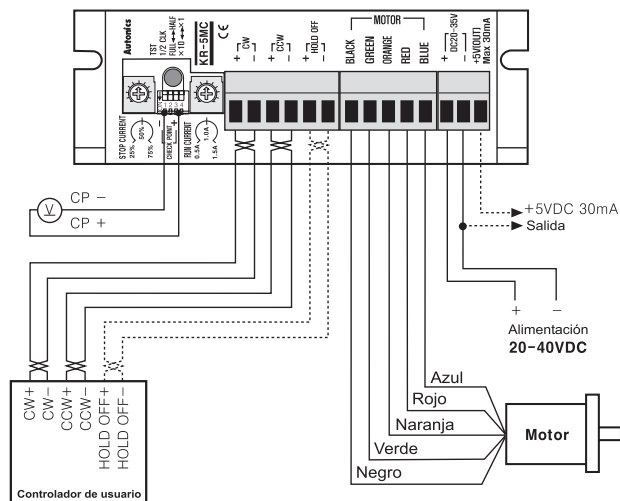 Autonics
TST
1/2 CLK
FULL↔HALF
×10↔×1
KR-5MC
CE
+ CW −
+ CCW −
+ HOLD OFF −
MOTOR
BLACK
GREEN
ORANGE
RED
BLUE
+ DC20-35V −
+5V(OUT)
Max 30mA
1 2 3 4
STOP CURRENT
25%
50%
75%
− CHECK POINT +
RUN CURRENT
0.5A
1.0A
1.5A
V
CP −
CP +
+5VDC 30mA
Salida
+ −
Alimentación
20-40VDC
Azul
Rojo
Naranja
Verde
Negro
Motor
CW+
CW−
CCW+
CCW−
HOLD OFF+
HOLD OFF−
Controlador de usuario